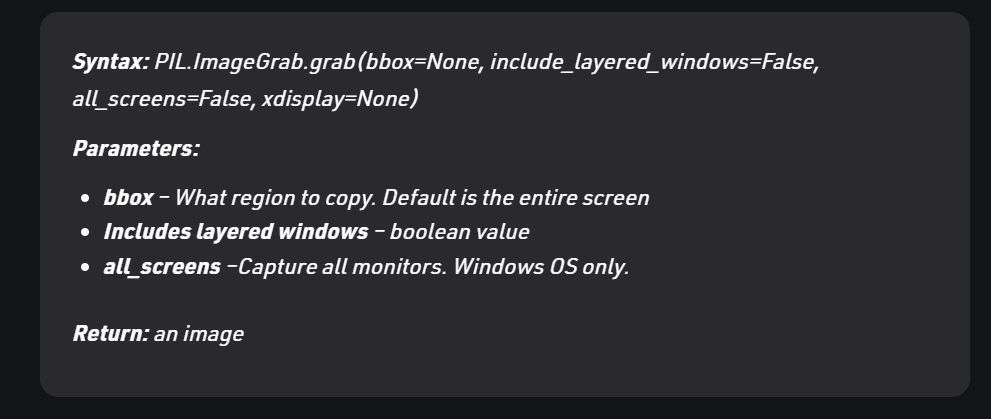 Syntax: PIL.ImageGrab.grab(bbox=None, include_layered_windows=False,
all_screens=False, xdisplay=None)
Parameters:
• bbox – What region to copy. Default is the entire screen
• Includes layered windows – boolean value
• all_screens –Capture all monitors. Windows OS only.
Return: an image